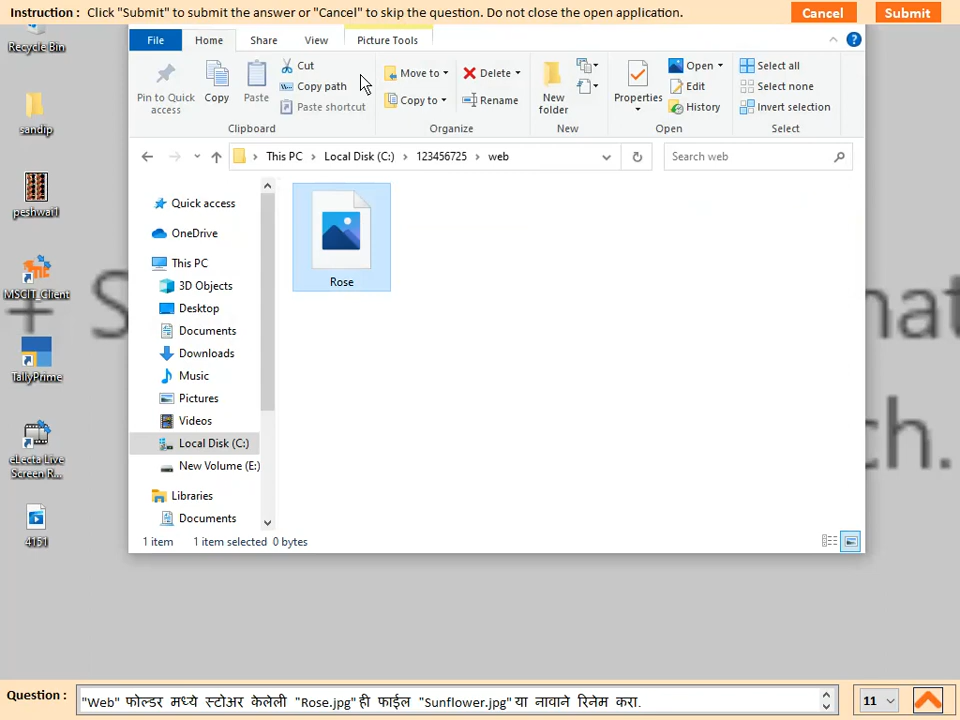 Instruction : Click "Submit" to submit the answer or "Cancel" to skip the question. Do not close the open application.
Cancel
Submit
Recycle Bin
File
Home
Share
View
Picture Tools
Pin to Quick access
Copy
Paste
Cut
Copy path
Paste shortcut
Clipboard
Move to
Copy to
Delete
Rename
Organize
New folder
New
Properties
Open
Edit
History
Open
Select all
Select none
Invert selection
Select
This PC > Local Disk (C:) > 123456725 > web
Search web
sandip
peshwai1
MSCIT_Client
TallyPrime
eLecta Live Screen R...
4151
Quick access
OneDrive
This PC
3D Objects
Desktop
Documents
Downloads
Music
Pictures
Videos
Local Disk (C:)
New Volume (E:)
Libraries
Documents
Rose
1 item
1 item selected 0 bytes
Question : "Web" फोल्डर मध्ये स्टोअर केलेली "Rose.jpg" ही फाईल "Sunflower.jpg" या नावाने रिनेम करा.
11